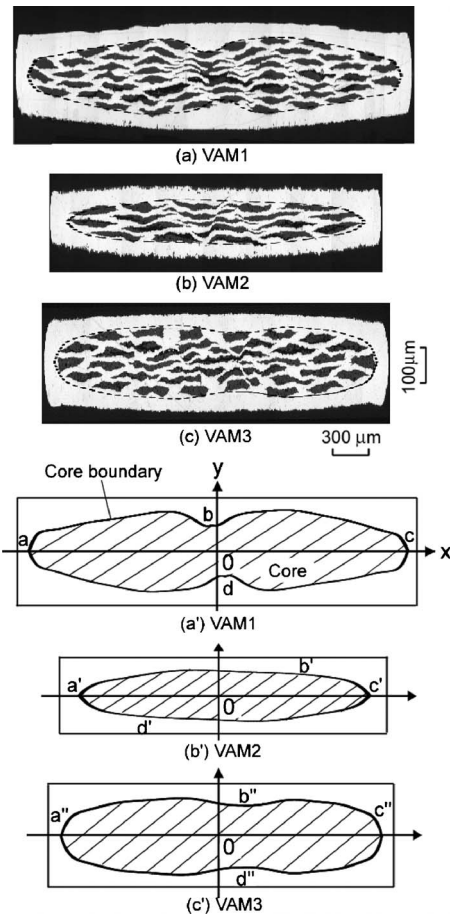 (a) VAM1
(b) VAM2
(c) VAM3
100μm
300 μm
Core boundary
y
a
b
c
x
0
Core
d
(a') VAM1
a'
b'
c'
0
d'
(b') VAM2
a"
b"
c"
0
d"
(c') VAM3